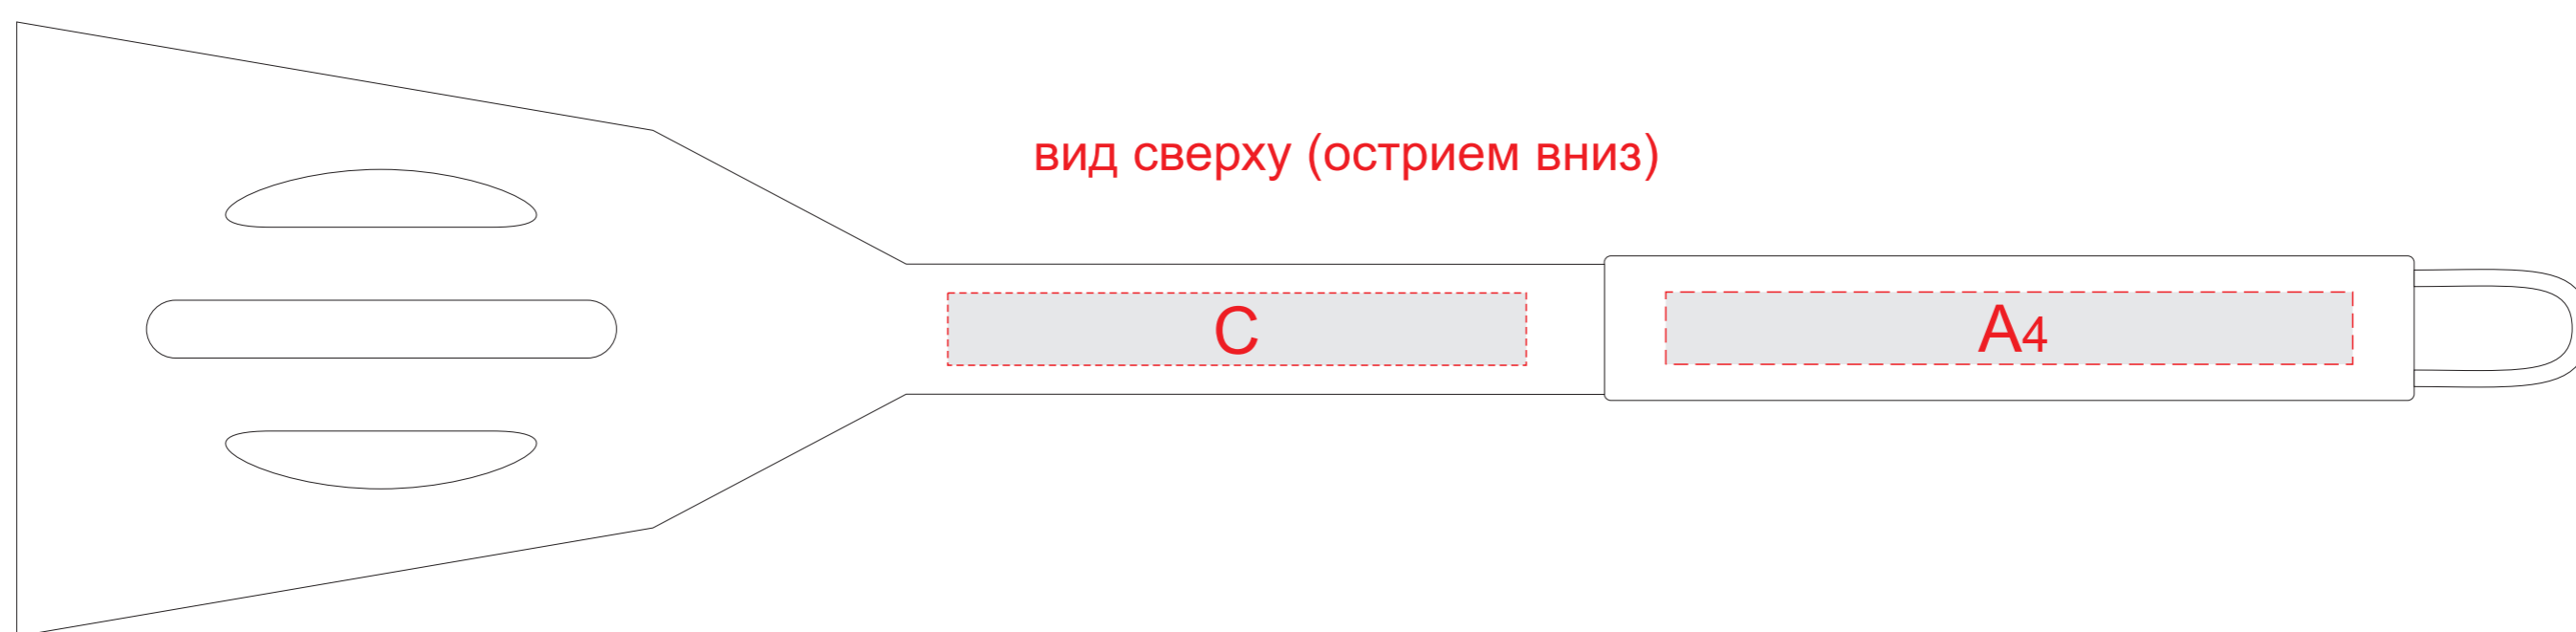 вид сверху (острием вниз)
C
A4